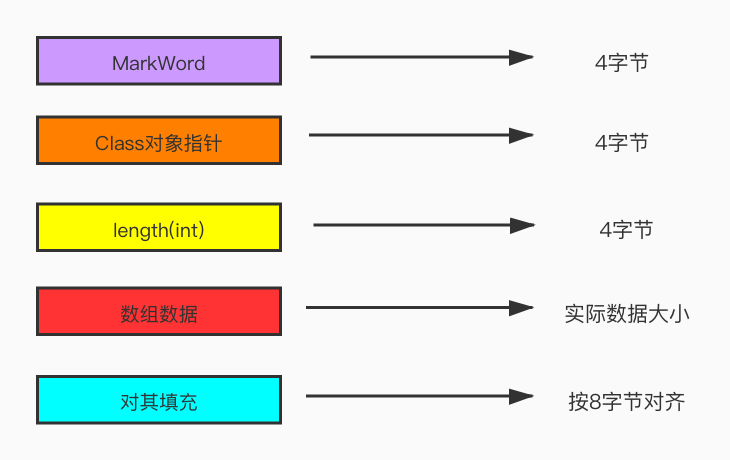 MarkWord
4字节
Class对象指针
4字节
length(int)
4字节
数组数据
实际数据大小
对其填充
按8字节对齐